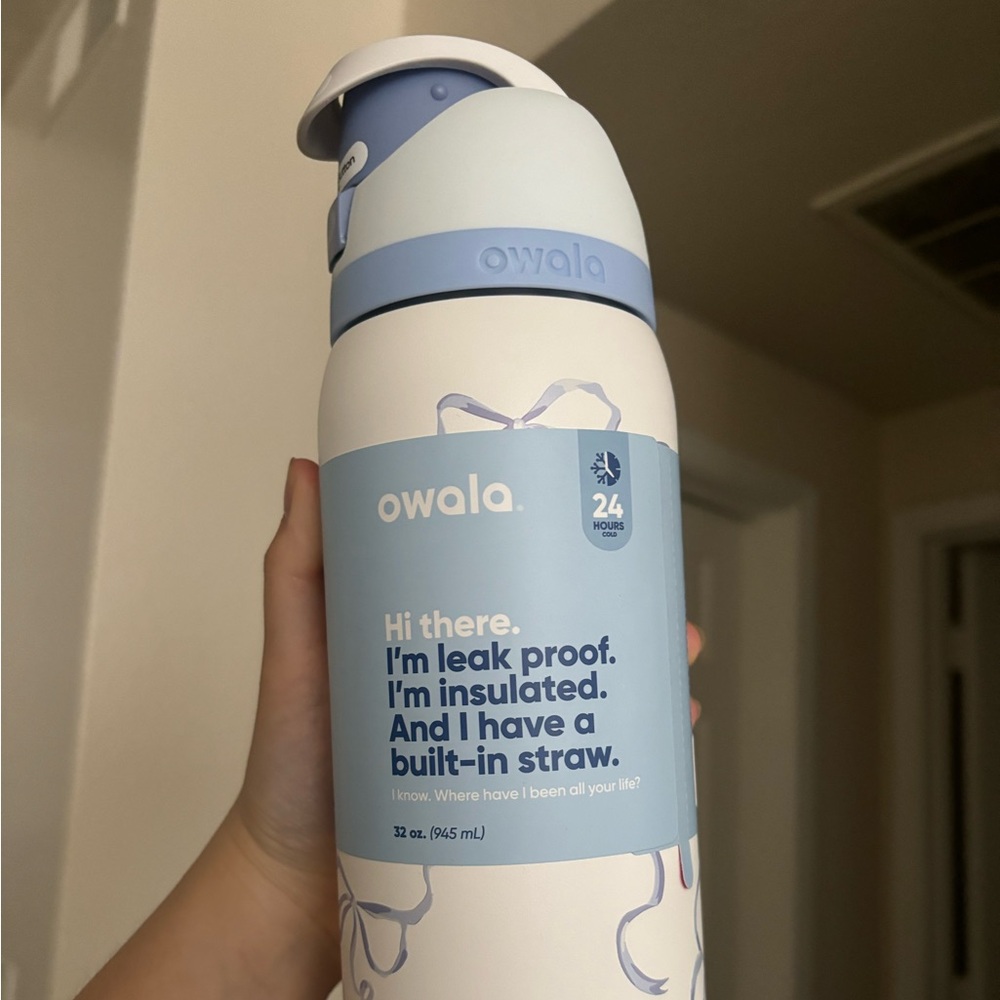 owala
owala
24
HOURS
COLD
Hi there.
I'm leak proof.
I'm insulated.
And I have a
built-in straw.
I know. Where have I been all your life?
32 oz. (945 mL)